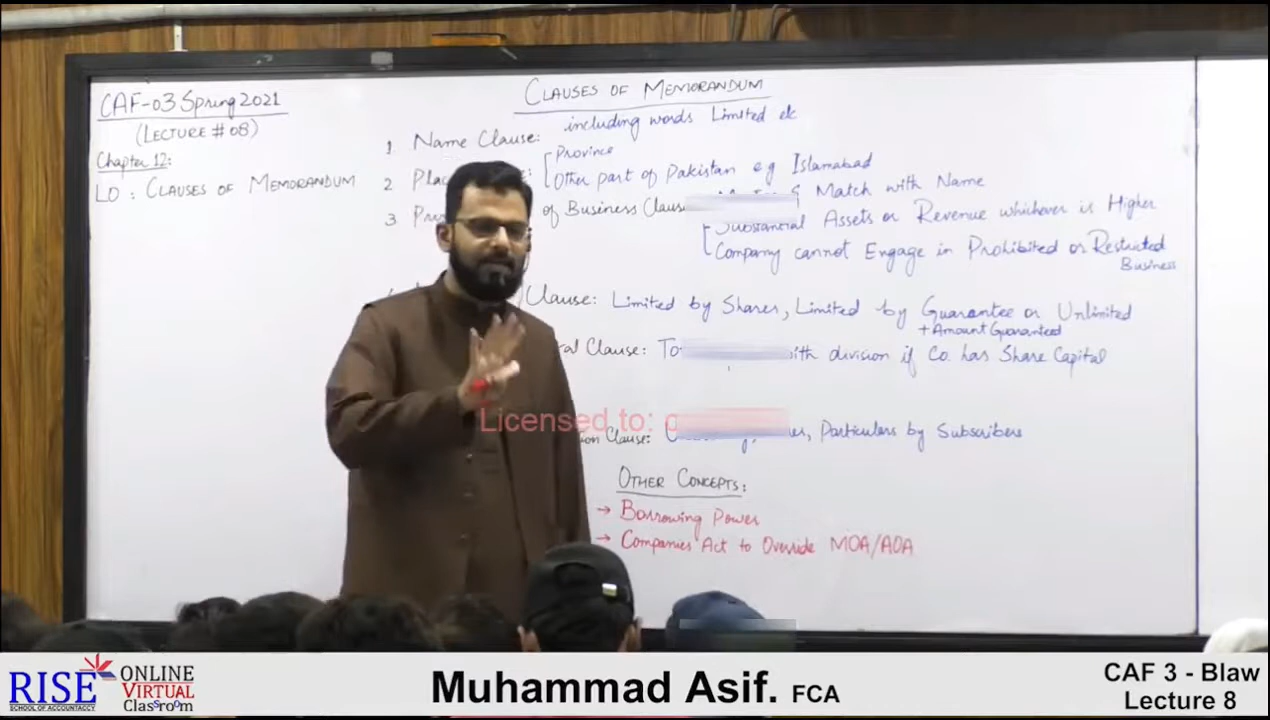 CAF-03 Spring 2021
(LECTURE # 08)
Chapter 12:
LO : CLAUSES OF MEMORANDUM
CLAUSES OF MEMORANDUM
1 Name Clause: including words Limited etc
2 Province
Other part of Pakistan e.g Islamabad
3 of Business Clause Match with Name
Substantial Assets or Revenue whichever is Higher
Company cannot Engage in Prohibited or Restricted
Business
Clause: Limited by Shares, Limited by Guarantee or Unlimited
+ Amount Guaranteed
Clause: with division if Co. has Share Capital
Clause: Particulars by Subscribers
OTHER CONCEPTS:
→ Borrowing Power
→ Companies Act to Override MOA/AOA
Licensed to:
RISE
SCHOOL OF ACCOUNTANCY
ONLINE
VIRTUAL
Classroom
Muhammad Asif. FCA
CAF 3 - Blaw
Lecture 8